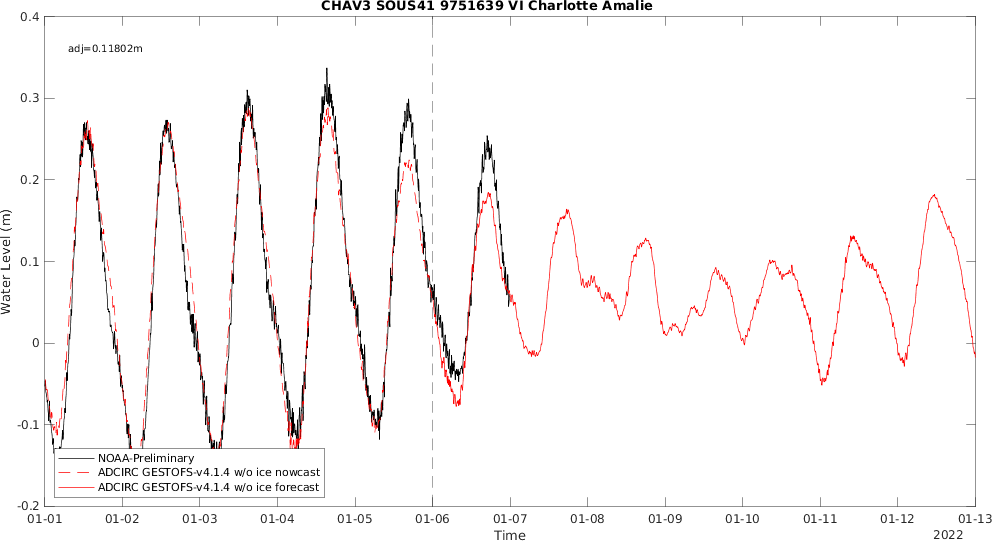 CHAV3 SOUS41 9751639 VI Charlotte Amalie
adj=0.11802m
0.4
0.3
0.2
0.1
0
-0.1
-0.2
Water Level (m)
NOAA-Preliminary
ADCIRC GESTOFS-v4.1.4 w/o ice nowcast
ADCIRC GESTOFS-v4.1.4 w/o ice forecast
01-01 01-02 01-03 01-04 01-05 01-06 01-07 01-08 01-09 01-10 01-11 01-12 01-13
Time
2022